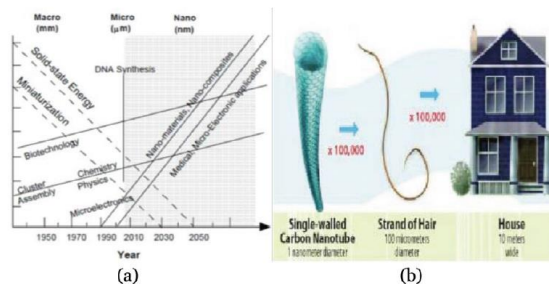 Macro
(mm)
Micro
(μm)
Nano
(nm)
Solid-state Energy
Miniaturization
DNA Synthesis
Nano-materials, Nano-composites
Medical, Micro-Electronic applications
Biotechnology
Cluster
Assembly
Chemistry
Physics
Microelectronics
1950
1970
1990
2010
2030
2050
Year
(a)
x 100,000
x 100,000
Single-walled
Carbon Nanotube
1 nanometer diameter
Strand of Hair
100 micrometers
diameter
House
10 meters
wide
(b)